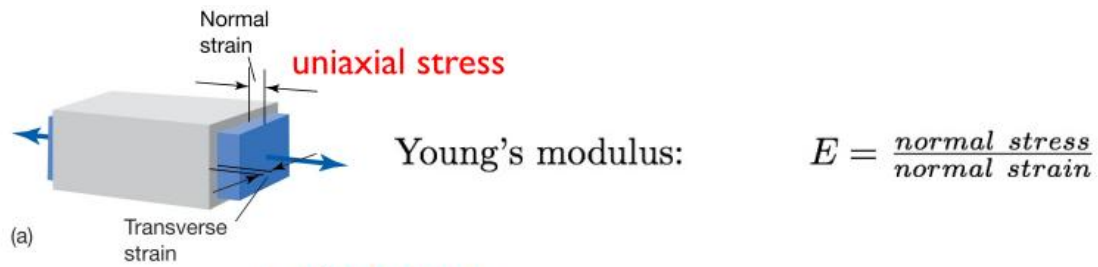 Normal
strain
uniaxial stress
Young's modulus:
E = normal stress / normal strain
(a)
Transverse
strain